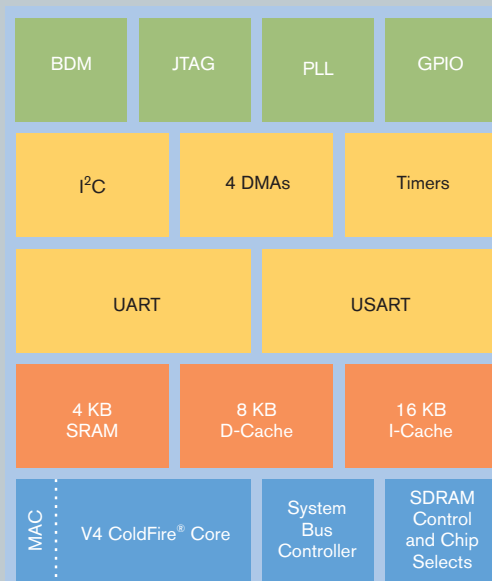 BDM
JTAG
PLL
GPIO
I²C
4 DMAs
Timers
UART
USART
4 KB
SRAM
8 KB
D-Cache
16 KB
I-Cache
MAC
V4 ColdFire® Core
System
Bus
Controller
SDRAM
Control
and Chip
Selects